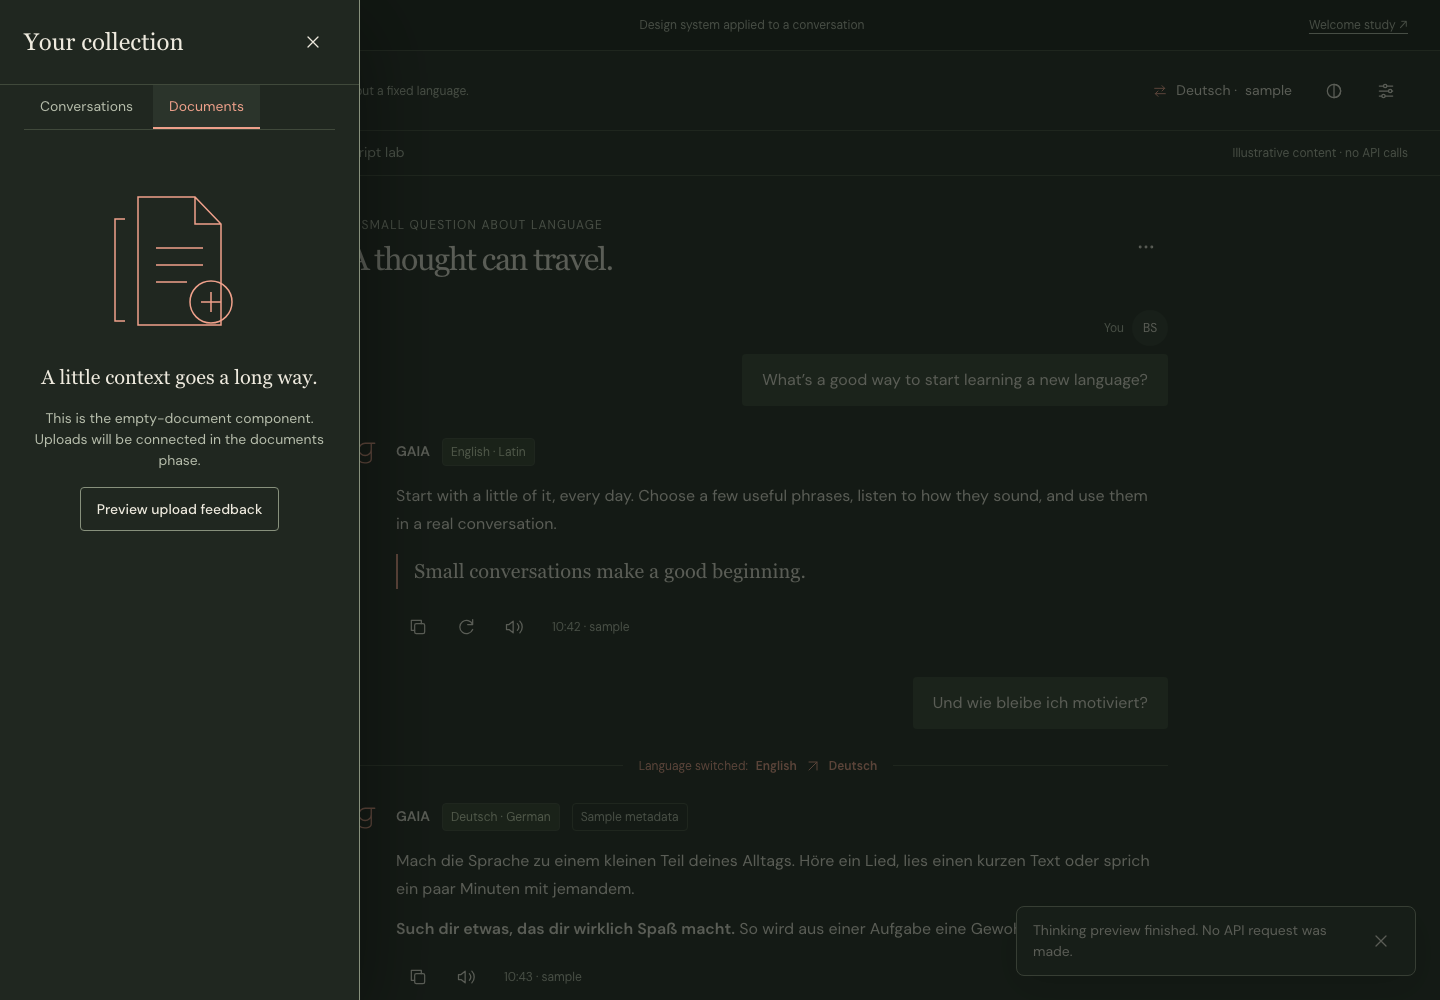 Your collection
Conversations
Documents
A little context goes a long way.
This is the empty-document component.
Uploads will be connected in the documents
phase.
Preview upload feedback
Design system applied to a conversation
Welcome study ↗
a fixed language.
Deutsch · sample
lab
Illustrative content · no API calls
SMALL QUESTION ABOUT LANGUAGE
A thought can travel.
You
BS
What’s a good way to start learning a new language?
g
GAIA
English · Latin
Start with a little of it, every day. Choose a few useful phrases, listen to how they sound, and use them
in a real conversation.
Small conversations make a good beginning.
10:42 · sample
Und wie bleibe ich motiviert?
Language switched: English ↗ Deutsch
g
GAIA
Deutsch · German
Sample metadata
Mach die Sprache zu einem kleinen Teil deines Alltags. Höre ein Lied, lies einen kurzen Text oder sprich
ein paar Minuten mit jemandem.
Such dir etwas, das dir wirklich Spaß macht. So wird aus einer Aufgabe eine
10:43 · sample
Thinking preview finished. No API request was
made.